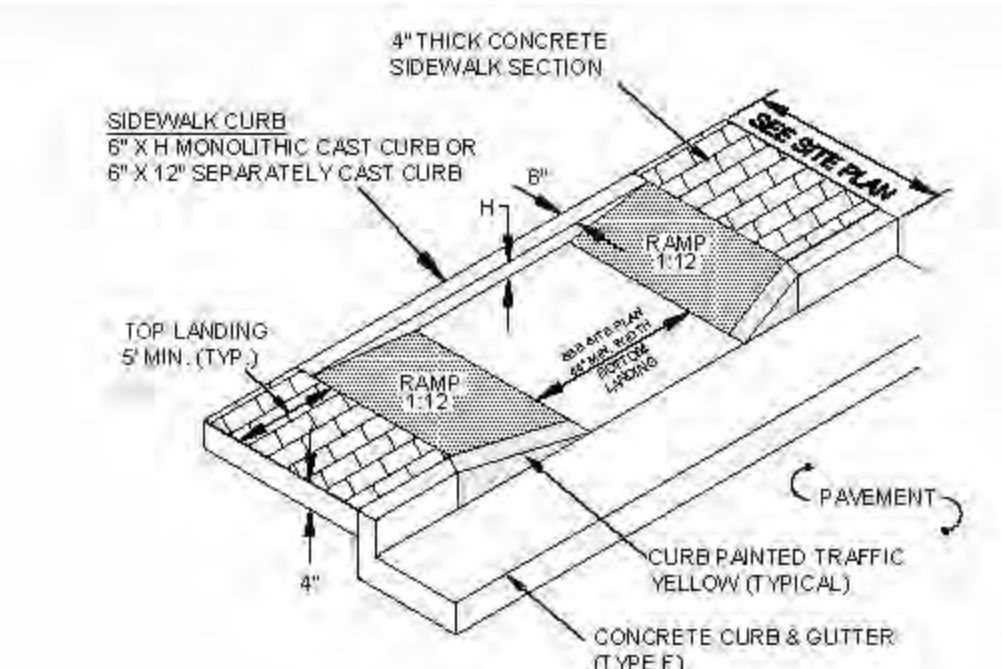 4" THICK CONCRETE
SIDEWALK SECTION
SIDEWALK CURB
6" X H MONOLITHIC CAST CURB OR
6" X 12" SEPARATELY CAST CURB
SEE SITE PLAN
6"
H
RAMP
1:12
TOP LANDING
5' MIN. (TYP.)
SEE SITE PLAN
MIN. WIDTH
BOTTOM
LANDING
RAMP
1:12
PAVEMENT
4"
CURB PAINTED TRAFFIC
YELLOW (TYPICAL)
CONCRETE CURB & GUTTER
(TYPE F)